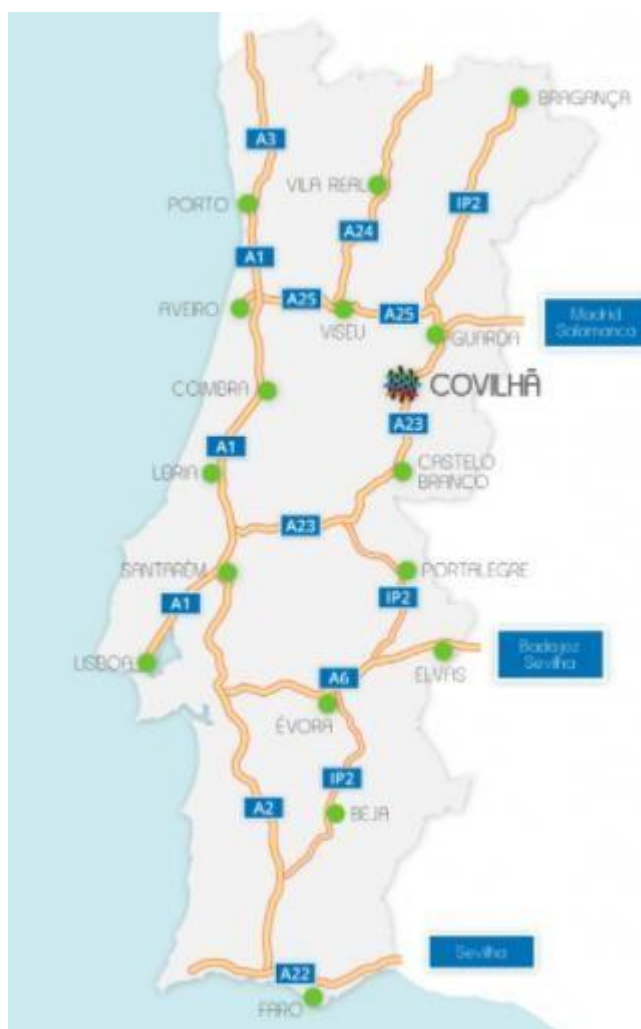 BRAGANÇA
A3
VILA REAL
PORTO
IP2
A24
A1
AVEIRO
A25
VISEU
A25
Madrid
Salamanca
GUARDA
COIMBRA
COVILHÃ
A23
A1
LERIA
CASTELO
BRANCO
A23
SANTARÉM
PORTALEGRE
A1
IP2
LISBOA
Badajoz
Sevilha
ELVAS
A6
ÉVORA
IP2
A2
BEJA
Sevilha
A22
FARO